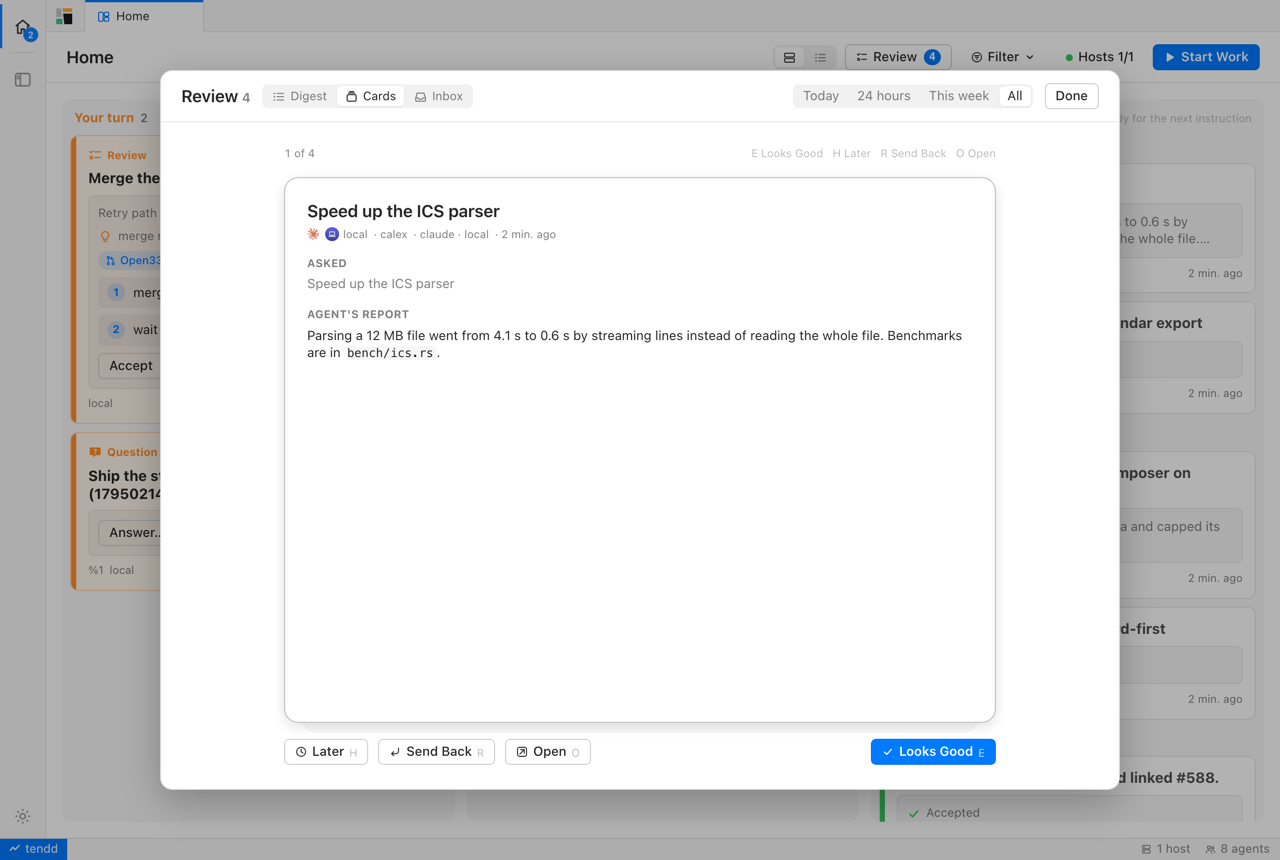 2
Home
Home
Review 4
Filter
Hosts 1/1
Start Work
Review 4
Digest
Cards
Inbox
Today
24 hours
This week
All
Done
Your turn 2
dy for the next instruction
Review
Merge the
Retry path
merge
Open33
1 merg
2 wait
Accept
local
Question
Ship the s
(17950214
Answer..
%1 local
1 of 4
E Looks Good H Later R Send Back O Open
Speed up the ICS parser
local · calex · claude · local · 2 min. ago
ASKED
Speed up the ICS parser
AGENT'S REPORT
Parsing a 12 MB file went from 4.1 s to 0.6 s by streaming lines instead of reading the whole file. Benchmarks
are in bench/ics.rs.
Later H
Send Back R
Open O
Looks Good E
to 0.6 s by
he whole file....
2 min. ago
ndar export
2 min. ago
mposer on
a and capped its
2 min. ago
d-first
2 min. ago
d linked #588.
Accepted
tendd
1 host
8 agents